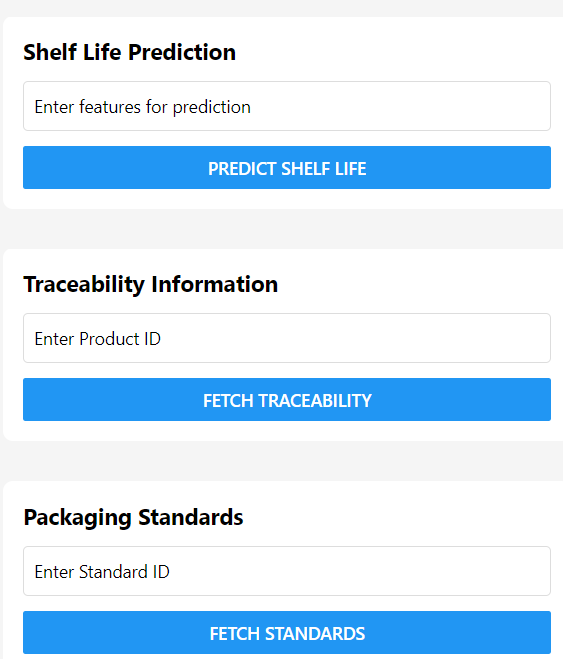 Shelf Life Prediction
Enter features for prediction
PREDICT SHELF LIFE
Traceability Information
Enter Product ID
FETCH TRACEABILITY
Packaging Standards
Enter Standard ID
FETCH STANDARDS